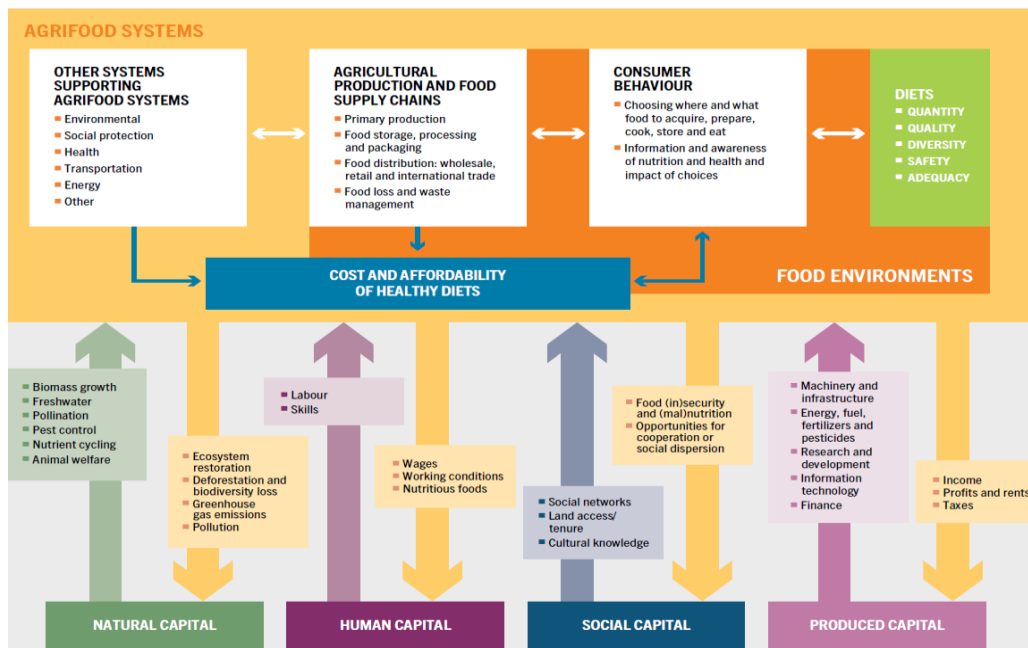 AGRIFOOD SYSTEMS
OTHER SYSTEMS
SUPPORTING
AGRIFOOD SYSTEMS
Environmental
Social protection
Health
Transportation
Energy
Other
AGRICULTURAL
PRODUCTION AND FOOD
SUPPLY CHAINS
Primary production
Food storage, processing
and packaging
Food distribution: wholesale,
retail and international trade
Food loss and waste
management
CONSUMER
BEHAVIOUR
Choosing where and what
food to acquire, prepare,
cook, store and eat
Information and awareness
of nutrition and health and
impact of choices
DIETS
QUANTITY
QUALITY
DIVERSITY
SAFETY
ADEQUACY
COST AND AFFORDABILITY
OF HEALTHY DIETS
FOOD ENVIRONMENTS
Biomass growth
Freshwater
Pollination
Pest control
Nutrient cycling
Animal welfare
Ecosystem
restoration
Deforestation and
biodiversity loss
Greenhouse
gas emissions
Pollution
Labour
Skills
Wages
Working conditions
Nutritious foods
Social networks
Land access/
tenure
Cultural knowledge
Food (in)security
and (mal)nutrition
Opportunities for
cooperation or
social dispersion
Machinery and
infrastructure
Energy, fuel,
fertilizers and
pesticides
Research and
development
Information
technology
Finance
Income
Profits and rents
Taxes
NATURAL CAPITAL
HUMAN CAPITAL
SOCIAL CAPITAL
PRODUCED CAPITAL